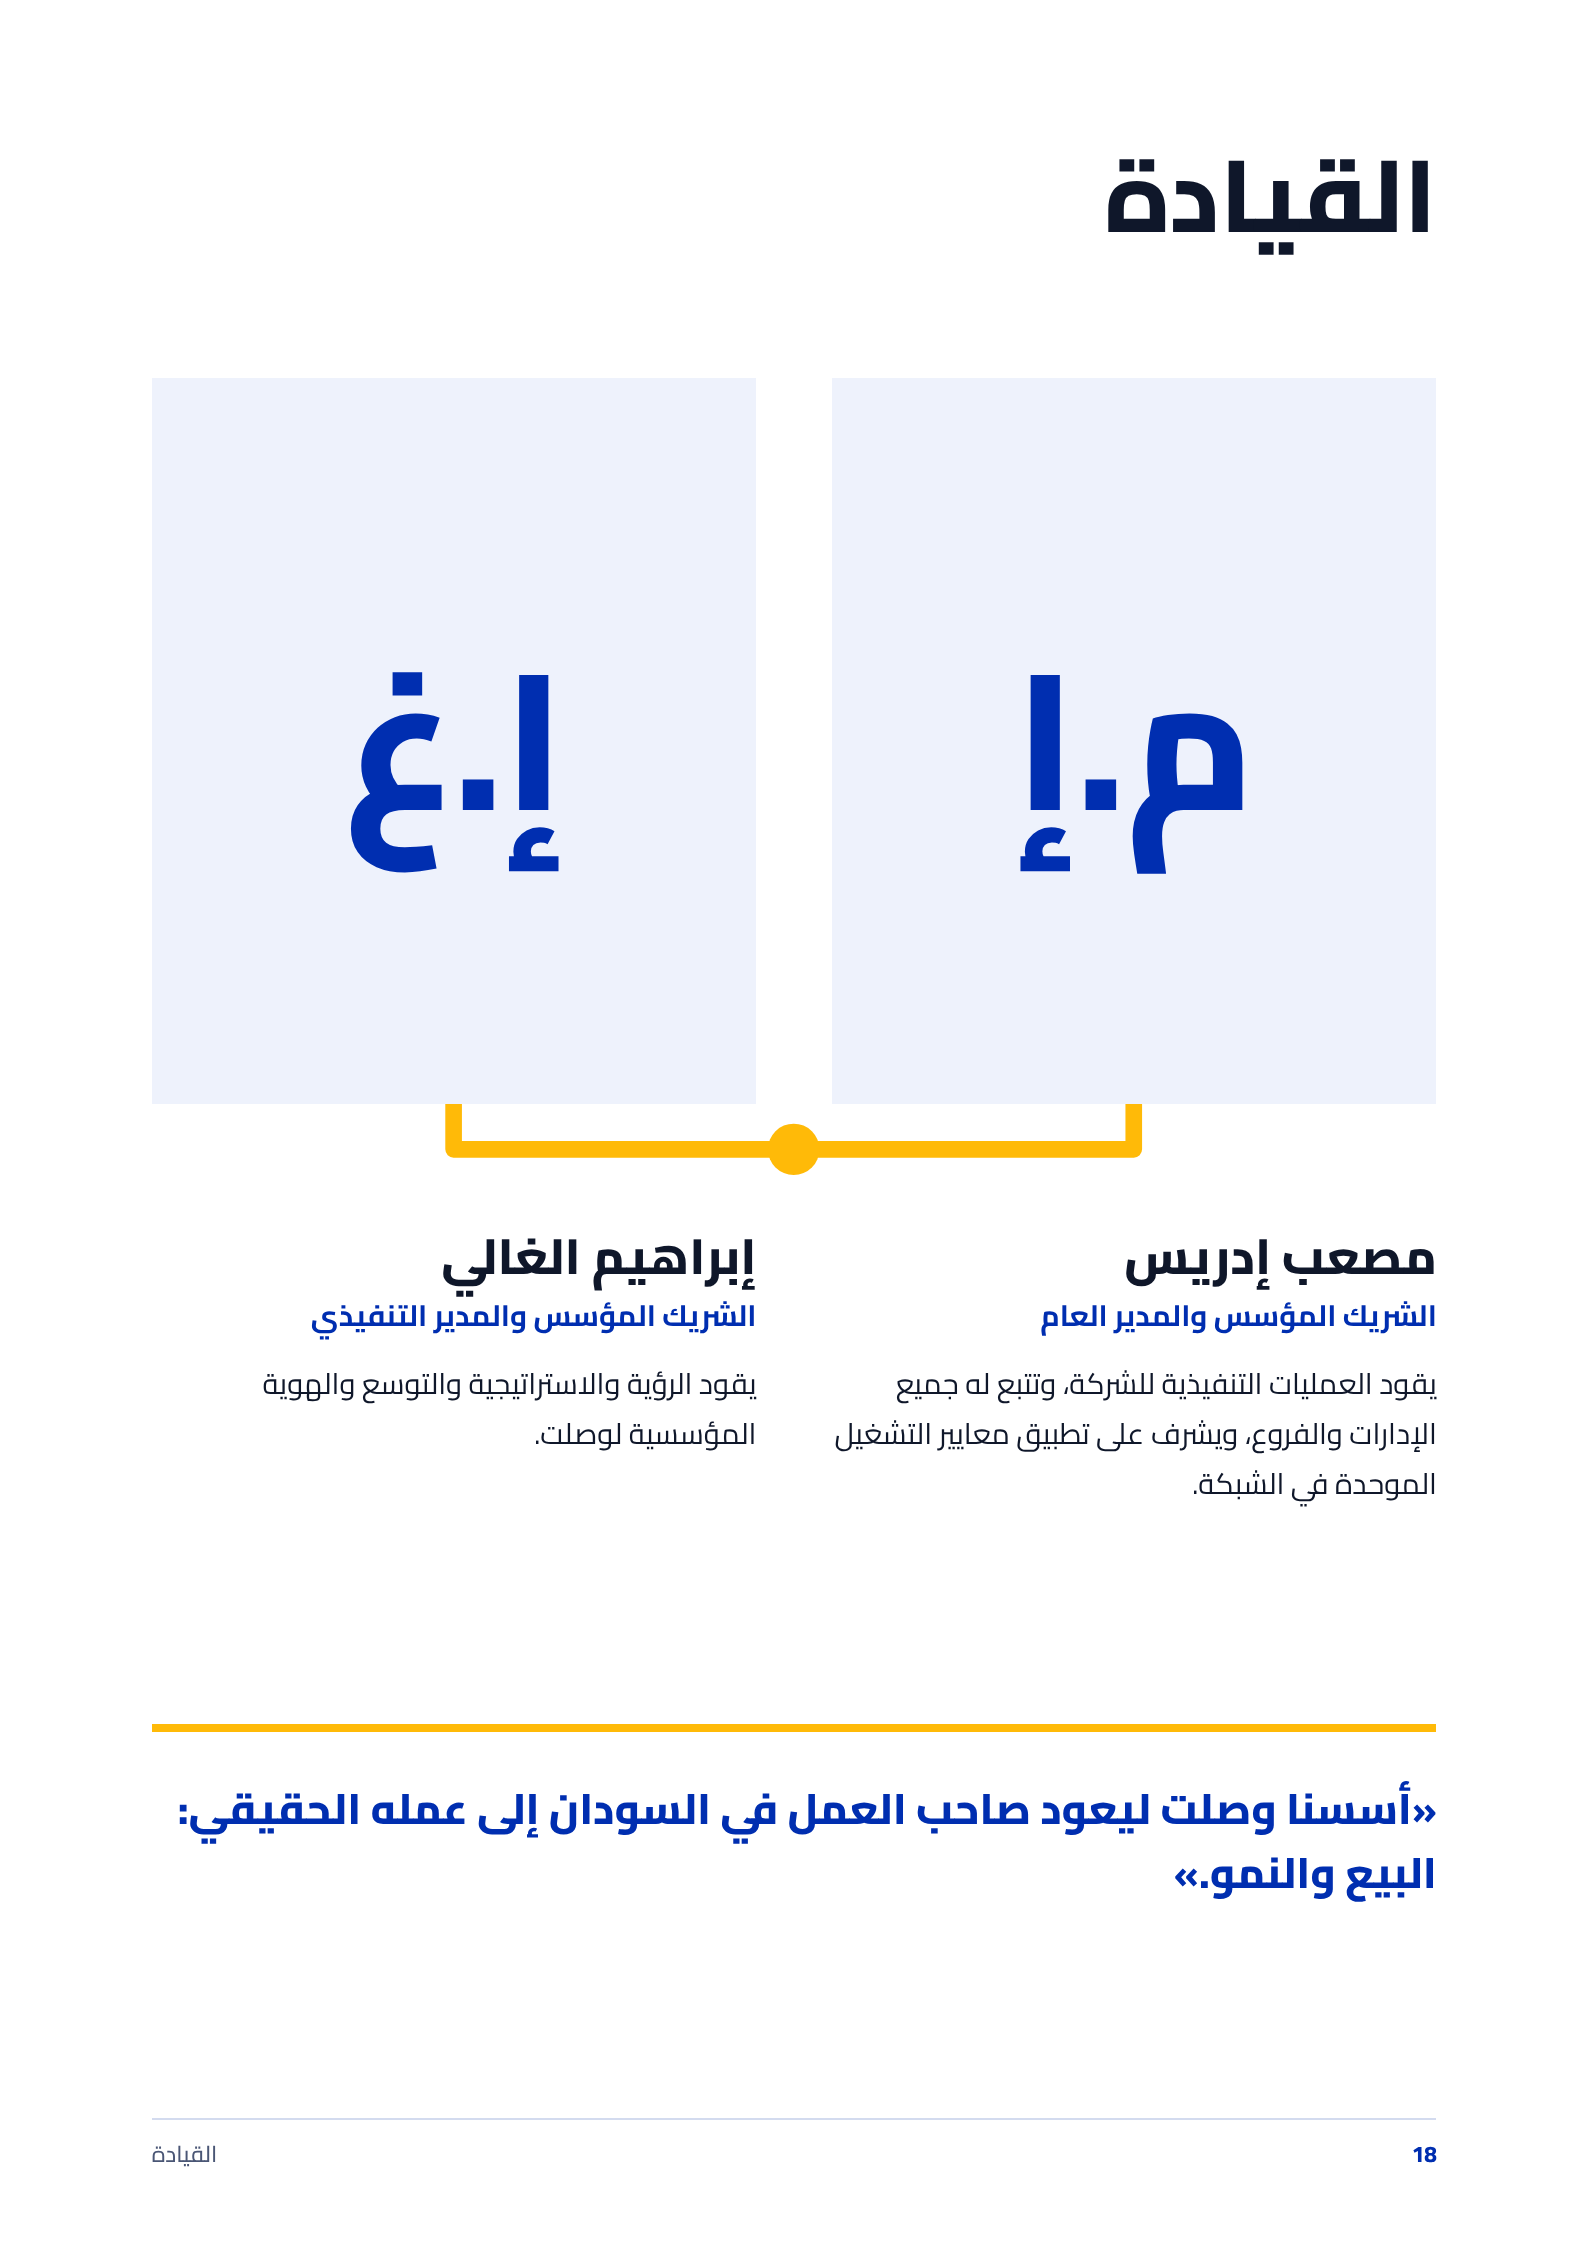 القيادة
م.إ
إ.غ
مصعب إدريس
الشريك المؤسس والمدير العام
يقود العمليات التنفيذية للشركة، وتتبع له جميع
الإدارات والفروع، ويشرف على تطبيق معايير التشغيل
الموحدة في الشبكة.
إبراهيم الغالي
الشريك المؤسس والمدير التنفيذي
يقود الرؤية والاستراتيجية والتوسع والهوية
المؤسسية لوصلت.
«أسسنا وصلت ليعود صاحب العمل في السودان إلى عمله الحقيقي:
البيع والنمو.»
18
القيادة